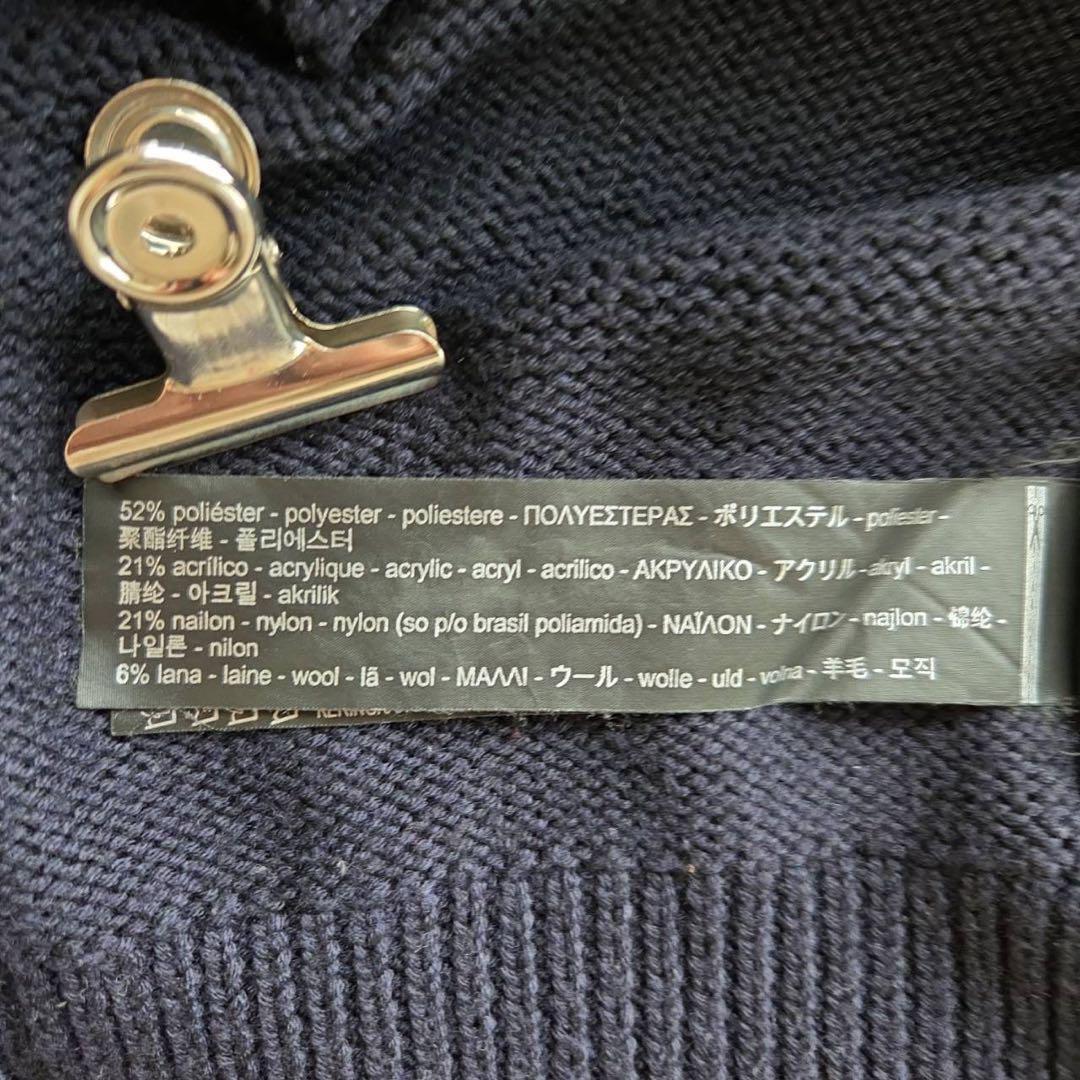 52% poliéster - polyester - poliestere - ΠΟΛΥΕΣΤΕΡΑΣ - ポリエステル - poliester -
聚酯纤维 - 폴리에스터
21% acrílico - acrylique - acrylic - acryl - acrilico - ΑΚΡΥΛΙΚΟ - アクリル - akryl - akril -
腈纶 - 아크릴 - akrilik
21% nailon - nylon - nylon (so p/o brasil poliamida) - ΝΑΪΛΟΝ - ナイロン - najlon - 锦纶 -
나일론 - nilon
6% lana - laine - wool - lã - wol - ΜΑΛΛΙ - ウール - wolle - uld - volna - 羊毛 - 모직